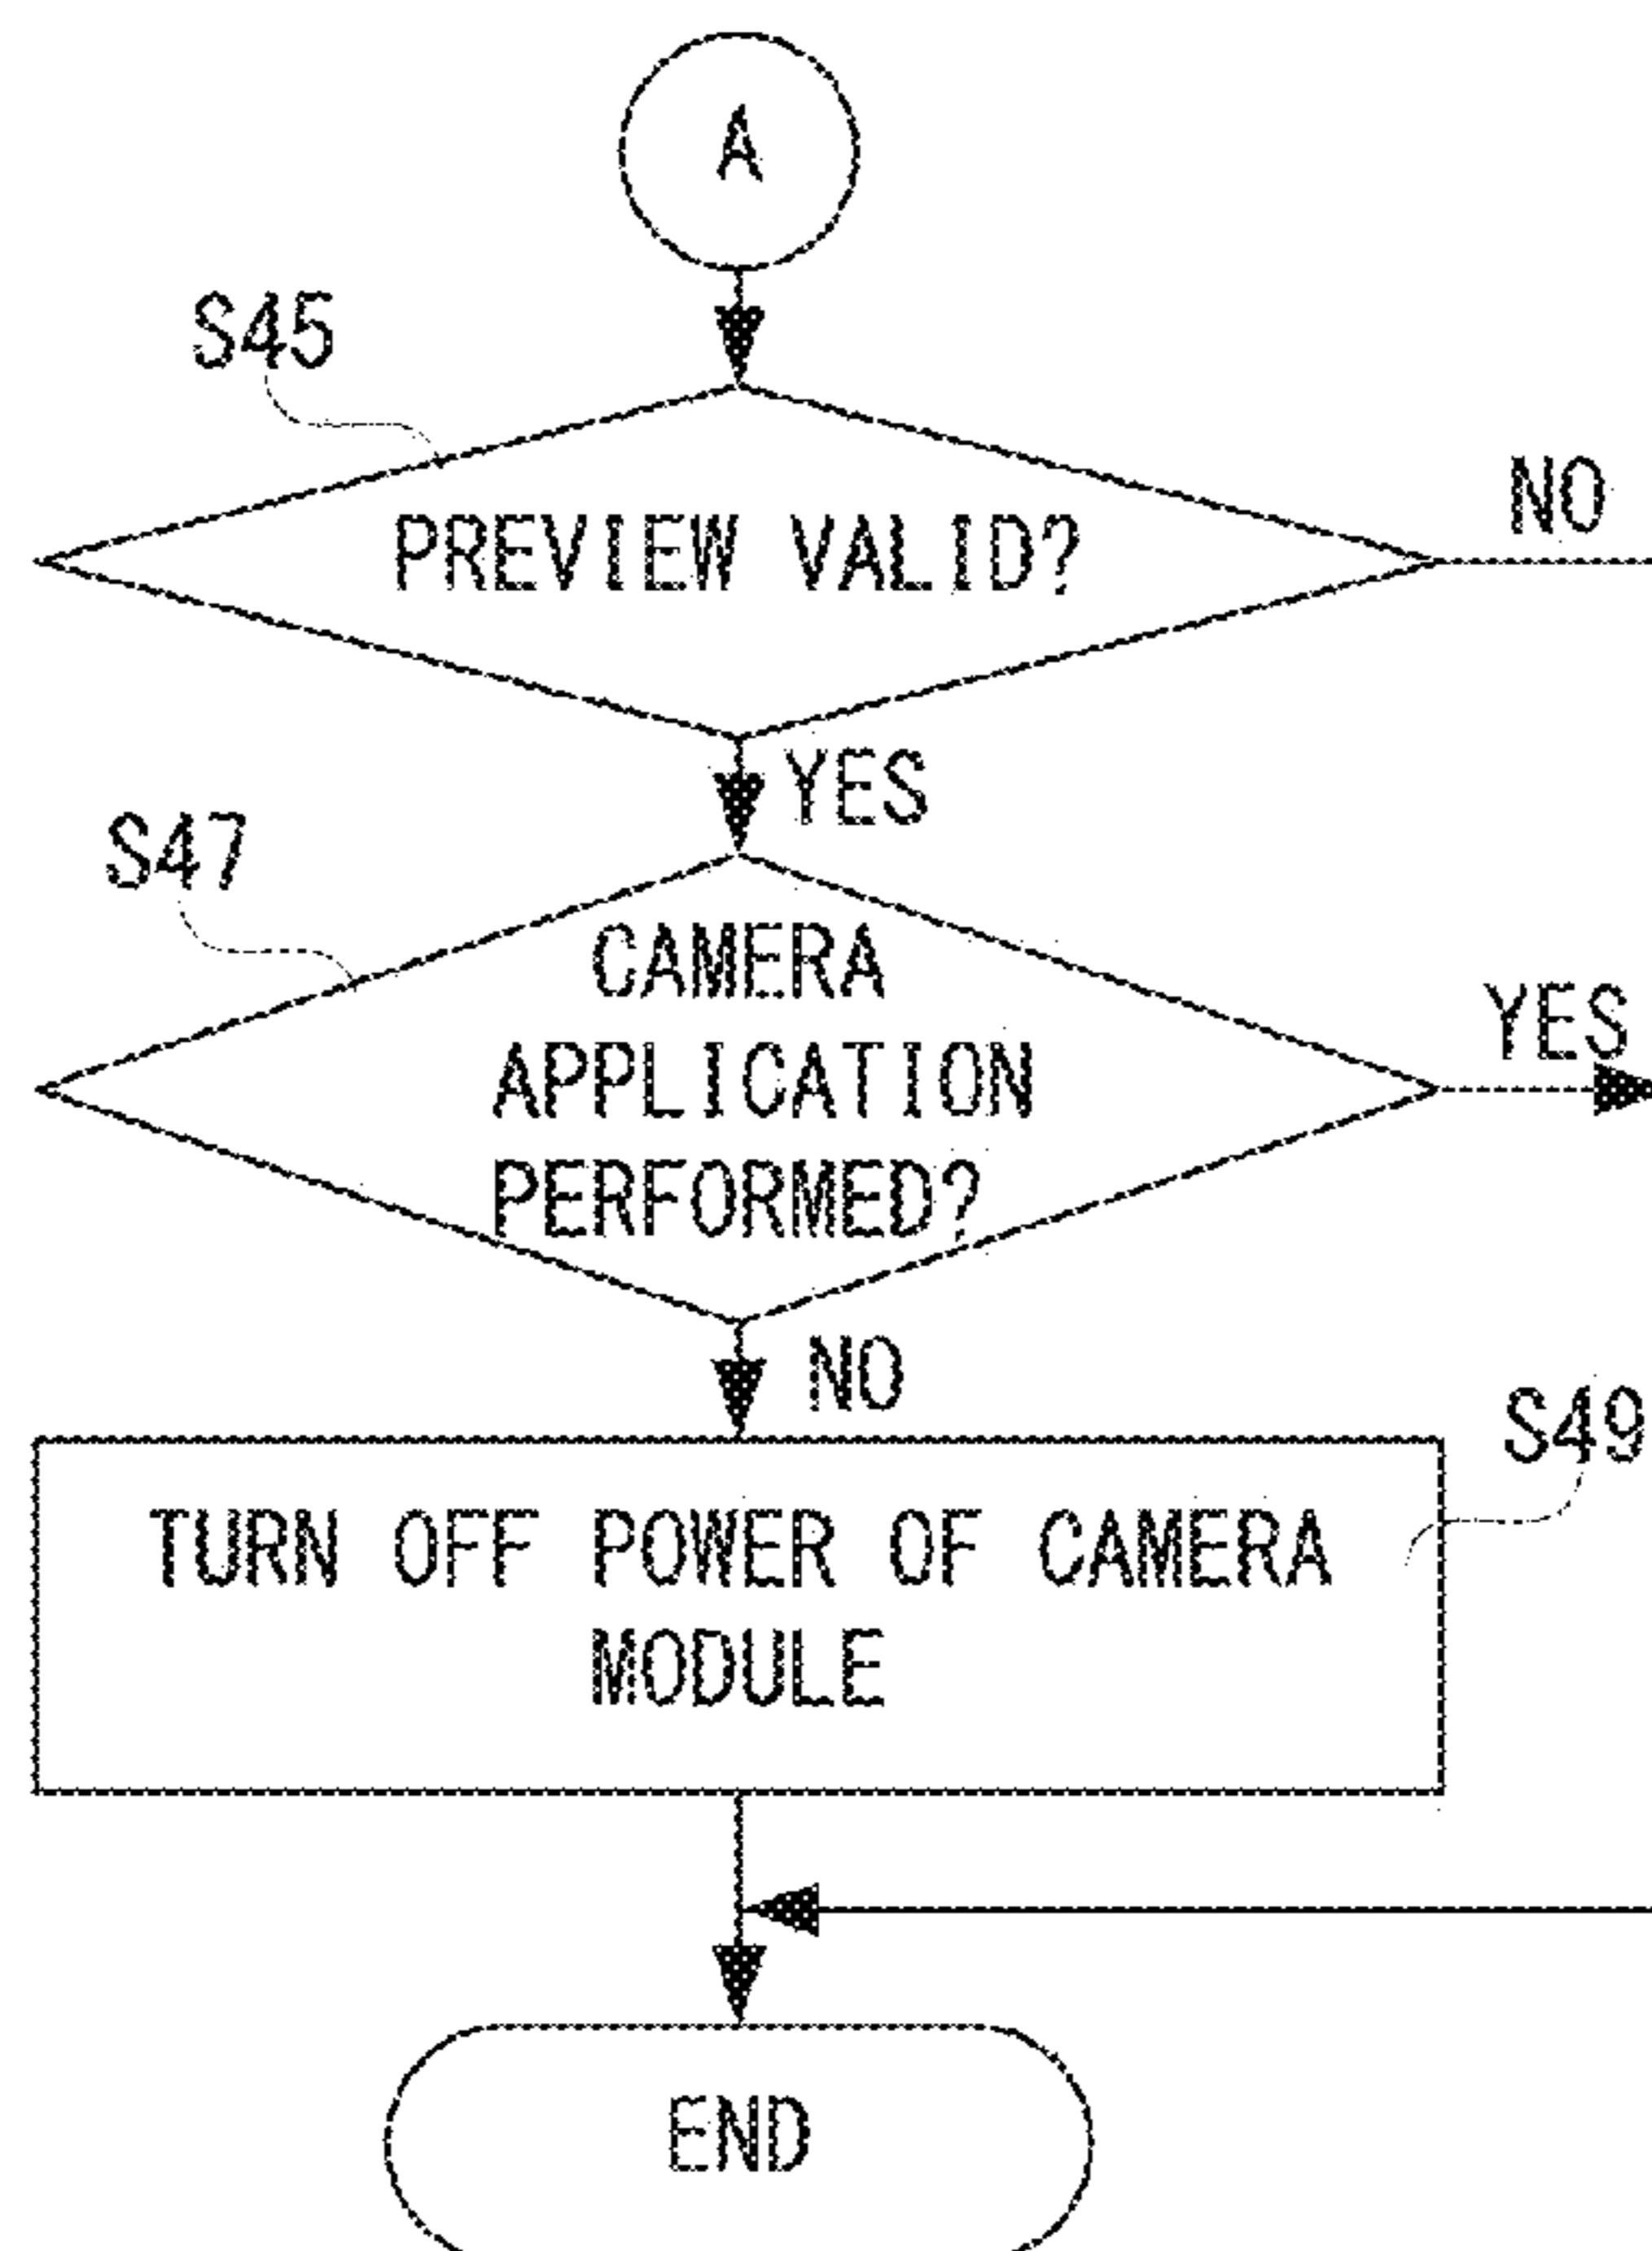 A
S45
PREVIEW VALID?
NO
YES
S47
CAMERA
APPLICATION
PERFORMED?
YES
NO
S49
TURN OFF POWER OF CAMERA
MODULE
END